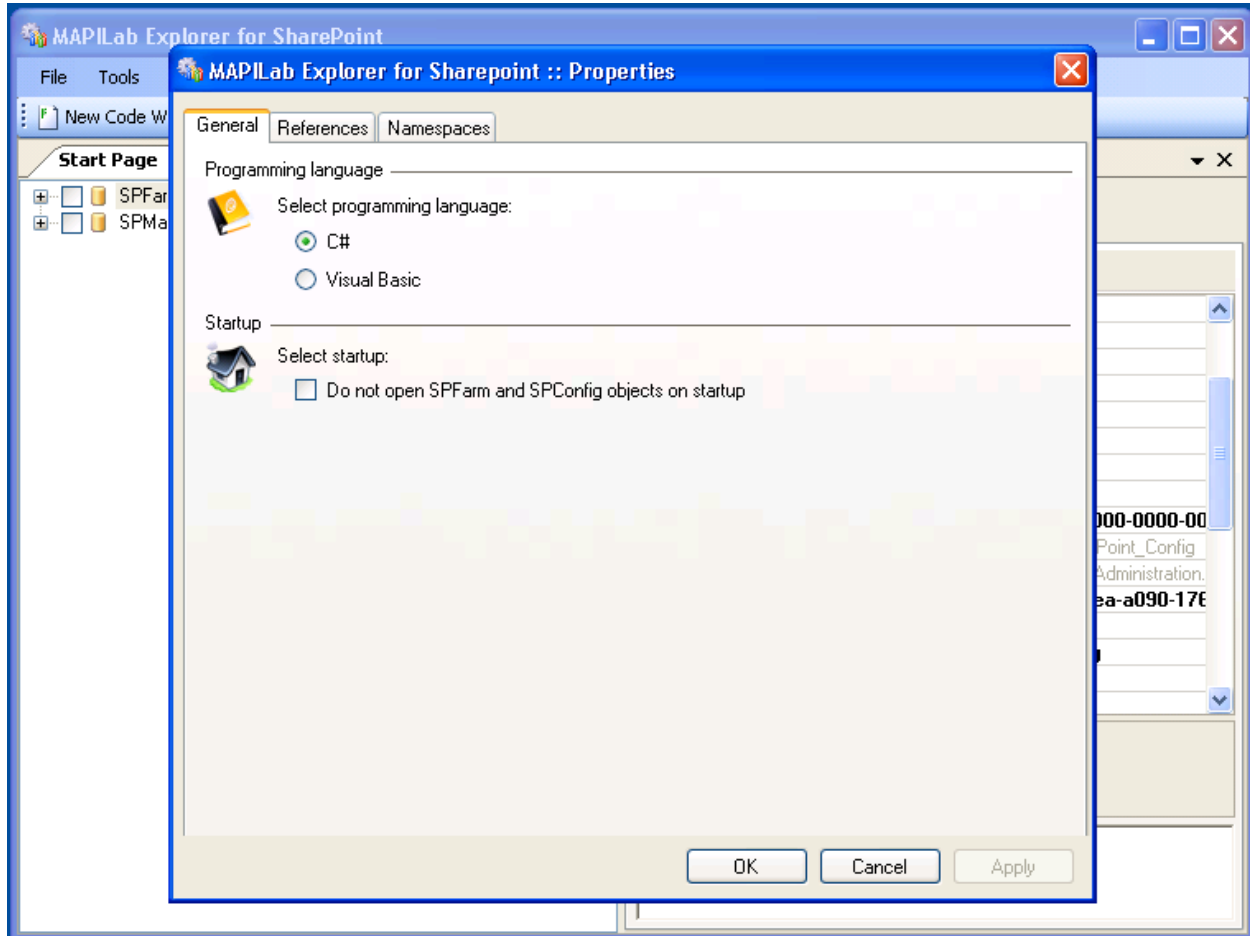 MAPILab Explorer for SharePoint
File Tools
New Code W
Start Page
SPFar
SPMa
MAPILab Explorer for Sharepoint :: Properties
General References Namespaces
Programming language
Select programming language:
C#
Visual Basic
Startup
Select startup:
Do not open SPFarm and SPConfig objects on startup
000-0000-00
Point_Config
Administration.
ea-a090-176
OK Cancel Apply